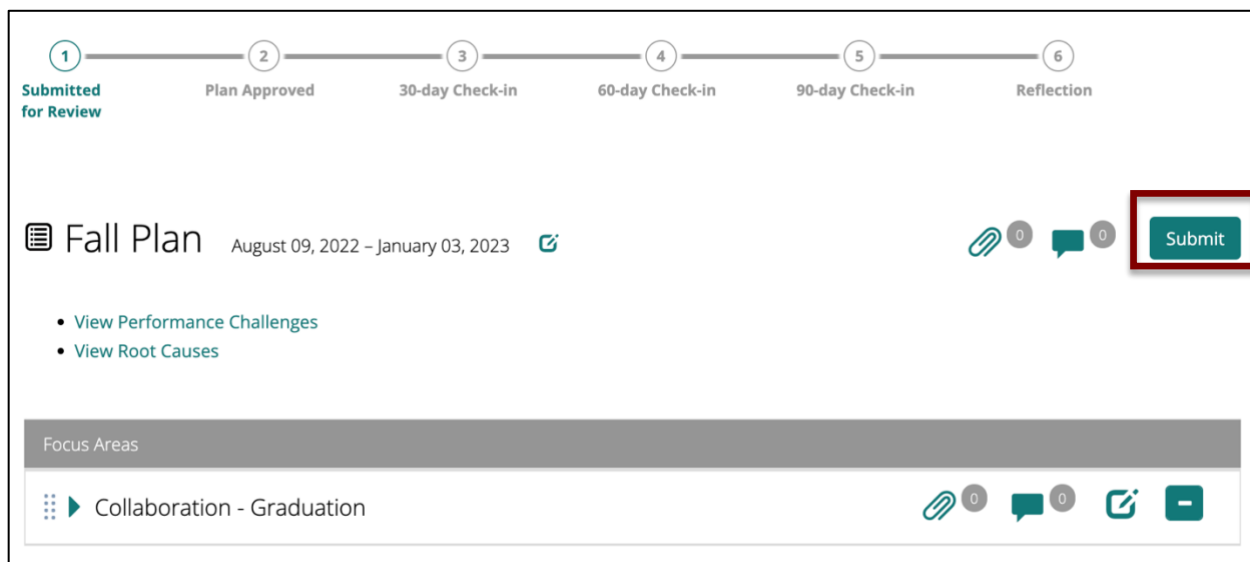 1 2 3 4 5 6
Submitted Plan Approved 30-day Check-in 60-day Check-in 90-day Check-in Reflection
for Review
Fall Plan August 09, 2022 – January 03, 2023 0 0 Submit
• View Performance Challenges
• View Root Causes
Focus Areas
Collaboration - Graduation 0 0